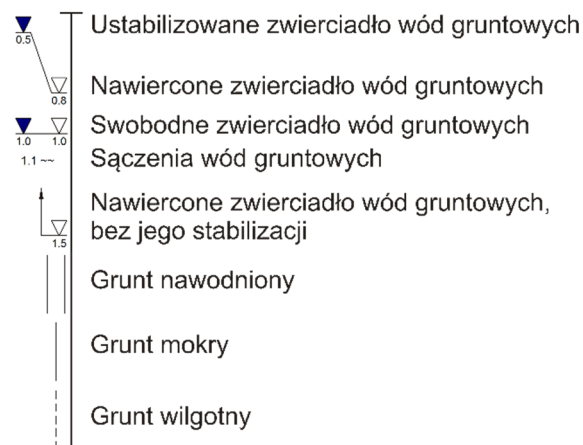 Ustabilizowane zwierciadło wód gruntowych
0.5
Nawiercone zwierciadło wód gruntowych
0.8
Swobodne zwierciadło wód gruntowych
1.0 1.0
1.1 ~~ Sączenia wód gruntowych
Nawiercone zwierciadło wód gruntowych,
bez jego stabilizacji
1.5
Grunt nawodniony
Grunt mokry
Grunt wilgotny